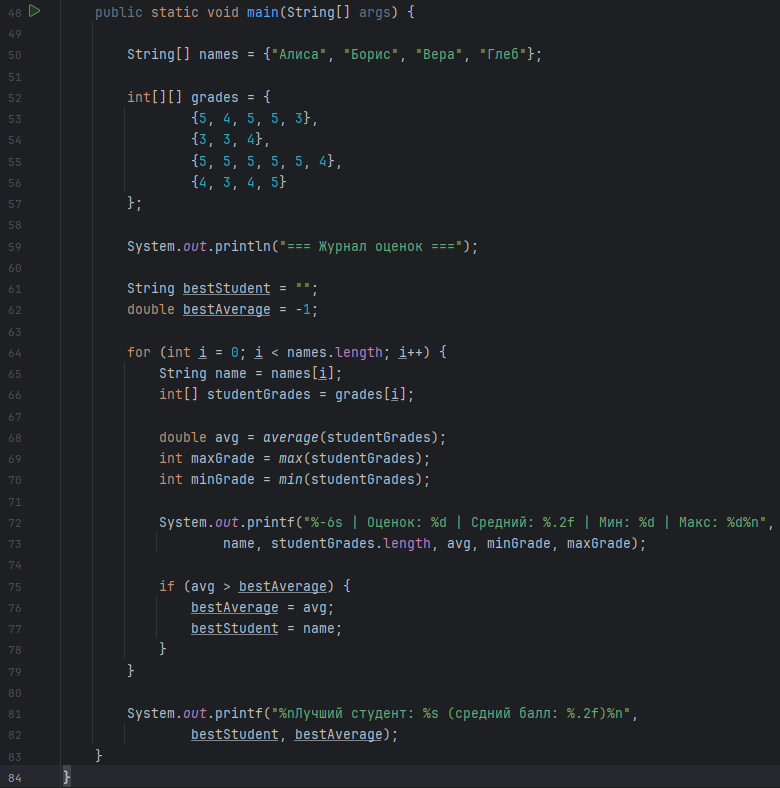 48 public static void main(String[] args) {
49
50 String[] names = {"Алиса", "Борис", "Вера", "Глеб"};
51
52 int[][] grades = {
53 {5, 4, 5, 5, 3},
54 {3, 3, 4},
55 {5, 5, 5, 5, 5, 4},
56 {4, 3, 4, 5}
57 };
58
59 System.out.println("=== Журнал оценок ===");
60
61 String bestStudent = "";
62 double bestAverage = -1;
63
64 for (int i = 0; i < names.length; i++) {
65 String name = names[i];
66 int[] studentGrades = grades[i];
67
68 double avg = average(studentGrades);
69 int maxGrade = max(studentGrades);
70 int minGrade = min(studentGrades);
71
72 System.out.printf("%-6s | Оценок: %d | Средний: %.2f | Мин: %d | Макс: %d%n",
73 name, studentGrades.length, avg, minGrade, maxGrade);
74
75 if (avg > bestAverage) {
76 bestAverage = avg;
77 bestStudent = name;
78 }
79 }
80
81 System.out.printf("%nЛучший студент: %s (средний балл: %.2f)%n",
82 bestStudent, bestAverage);
83 }
84 }